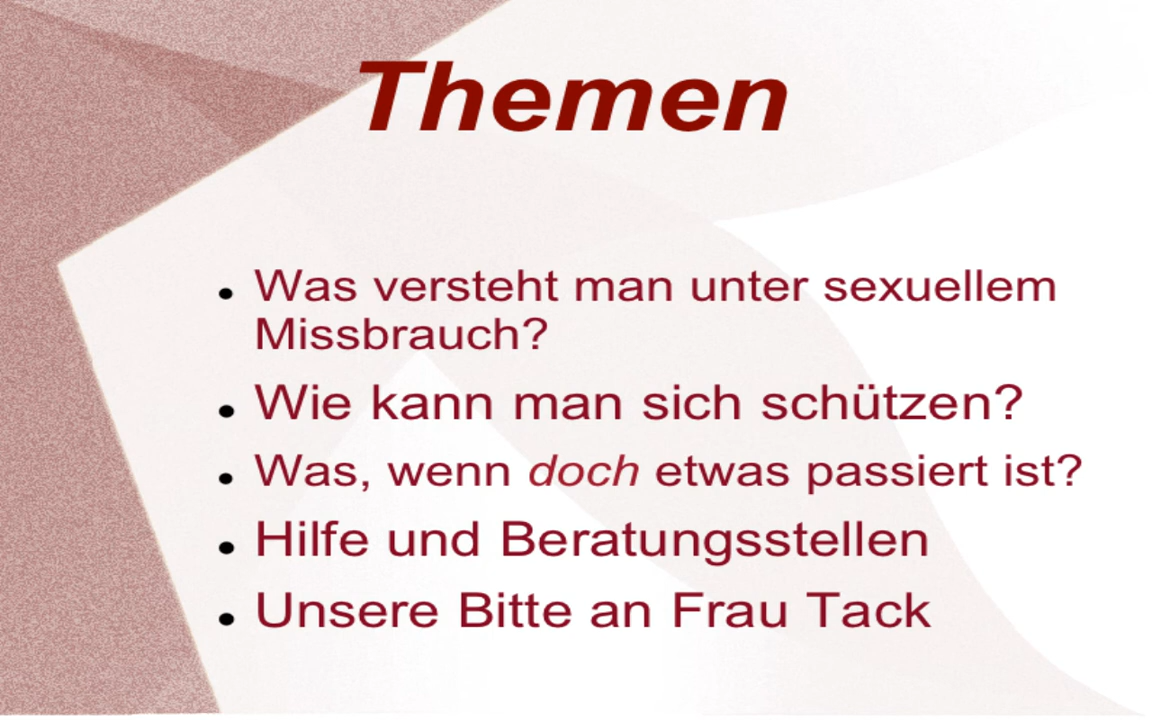 Themen
Was versteht man unter sexuellem
Missbrauch?
Wie kann man sich schützen?
Was, wenn doch etwas passiert ist?
Hilfe und Beratungsstellen
Unsere Bitte an Frau Tack